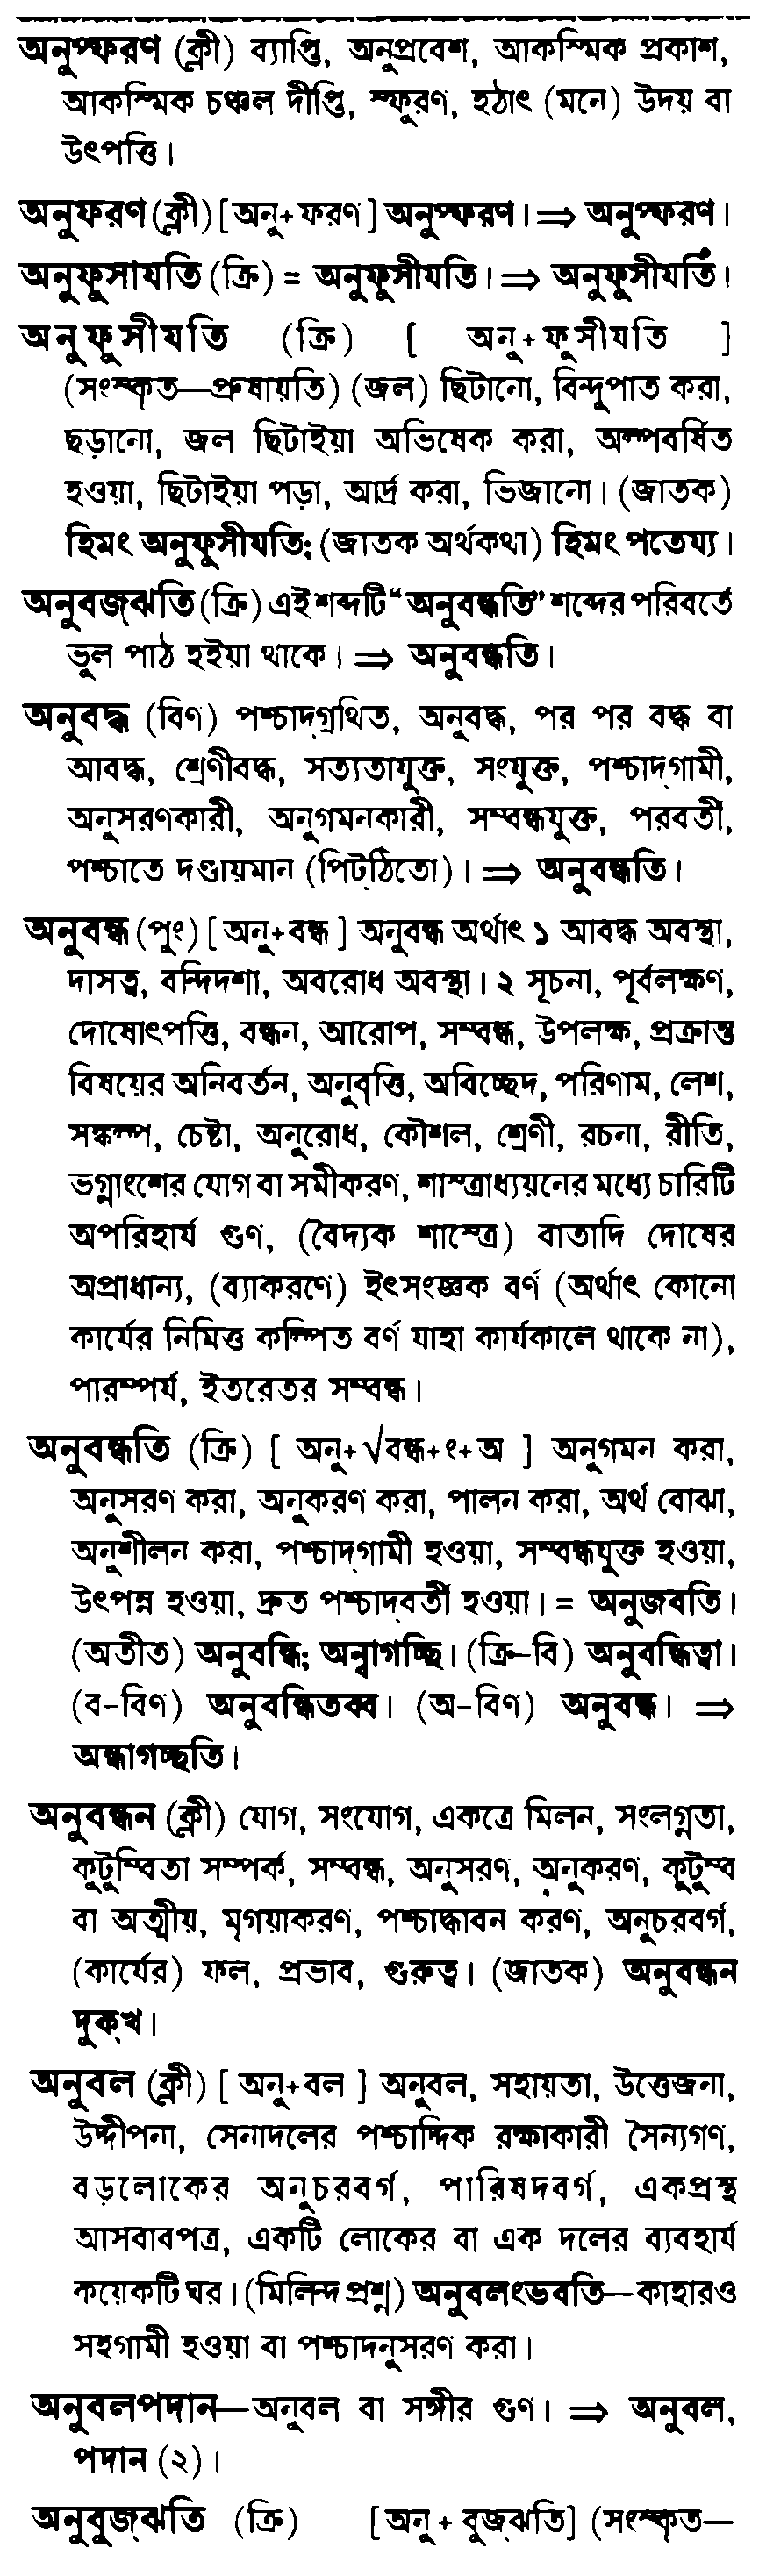 অনুপ্ফরণ (ক্লী) ব্যাপ্তি, অনুপ্রবেশ, আকস্মিক প্রকাশ,
আকস্মিক চঞ্চল দীপ্তি, স্ফুরণ, হঠাৎ (মনে) উদয় বা
উৎপত্তি।
অনুফরণ (ক্লী) [অনু+ফরণ] অনুপ্ফরণ। ⇒ অনুপ্ফরণ।
অনুফুসাযতি (ক্রি) = অনুফুসীযতি। ⇒ অনুফুসীযতি।
অনুফুসীযতি (ক্রি) [ অনু+ফুসীযতি ]
(সংস্কৃত—প্রুষায়তি) (জল) ছিটানো, বিন্দুপাত করা,
ছড়ানো, জল ছিটাইয়া অভিষেক করা, অল্পবর্ষিত
হওয়া, ছিটাইয়া পড়া, আর্দ্র করা, ভিজানো। (জাতক)
হিমং অনুফুসীযতি; (জাতক অর্থকথা) হিমং পতেয্য।
অনুবজ্ঝতি (ক্রি) এই শব্দটি “অনুবন্ধতি” শব্দের পরিবর্তে
ভুল পাঠ হইয়া থাকে। ⇒ অনুবন্ধতি।
অনুবদ্ধ (বিণ) পশ্চাদ্গ্রথিত, অনুবদ্ধ, পর পর বদ্ধ বা
আবদ্ধ, শ্রেণীবদ্ধ, সত্যতাযুক্ত, সংযুক্ত, পশ্চাদ্গামী,
অনুসরণকারী, অনুগমনকারী, সম্বন্ধযুক্ত, পরবর্তী,
পশ্চাতে দণ্ডায়মান (পিট্ঠিতো)। ⇒ অনুবন্ধতি।
অনুবন্ধ (পুং) [ অনু+বন্ধ ] অনুবন্ধ অর্থাৎ ১ আবদ্ধ অবস্থা,
দাসত্ব, বন্দিদশা, অবরোধ অবস্থা। ২ সূচনা, পূর্বলক্ষণ,
দোষোৎপত্তি, বন্ধন, আরোপ, সম্বন্ধ, উপলক্ষ, প্রক্রান্ত
বিষয়ের অনিবর্তন, অনুবৃত্তি, অবিচ্ছেদ, পরিণাম, লেশ,
সঙ্কল্প, চেষ্টা, অনুরোধ, কৌশল, শ্রেণী, রচনা, রীতি,
ভগ্নাংশের যোগ বা সমীকরণ, শাস্ত্রাধ্যয়নের মধ্যে চারিটি
অপরিহার্য গুণ, (বৈদ্যক শাস্ত্রে) বাতাদি দোষের
অপ্রাধান্য, (ব্যাকরণে) ইৎসংজ্ঞক বর্ণ (অর্থাৎ কোনো
কার্যের নিমিত্ত কল্পিত বর্ণ যাহা কার্যকালে থাকে না),
পারম্পর্য, ইতরেতর সম্বন্ধ।
অনুবন্ধতি (ক্রি) [ অনু+√বন্ধ+ং+অ ] অনুগমন করা,
অনুসরণ করা, অনুকরণ করা, পালন করা, অর্থ বোঝা,
অনুশীলন করা, পশ্চাদ্গামী হওয়া, সম্বন্ধযুক্ত হওয়া,
উৎপন্ন হওয়া, দ্রুত পশ্চাদ্বর্তী হওয়া। = অনুজবতি।
(অতীত) অনুবন্ধি; অন্বাগচ্ছি। (ক্রি-বি) অনুবন্ধিত্বা।
(ব-বিণ) অনুবন্ধিতব্ব। (অ-বিণ) অনুবন্ধ। ⇒
অন্ধাগচ্ছতি।
অনুবন্ধন (ক্লী) যোগ, সংযোগ, একত্রে মিলন, সংলগ্নতা,
কুটুম্বিতা সম্পর্ক, সম্বন্ধ, অনুসরণ, অনুকরণ, কুটুম্ব
বা অত্মীয়, মৃগয়াকরণ, পশ্চাদ্ধাবন করণ, অনুচরবর্গ,
(কার্যের) ফল, প্রভাব, গুরুত্ব। (জাতক) অনুবন্ধন
দুক্খ।
অনুবল (ক্লী) [ অনু+বল ] অনুবল, সহায়তা, উত্তেজনা,
উদ্দীপনা, সেনাদলের পশ্চাদ্দিক রক্ষাকারী সৈন্যগণ,
বড়লোকের অনুচরবর্গ, পারিষদবর্গ, একপ্রস্থ
আসবাবপত্র, একটি লোকের বা এক দলের ব্যবহার্য
কয়েকটি ঘর। (মিলিন্দ প্রশ্ন) অনুবলংভবতি—কাহারও
সহগামী হওয়া বা পশ্চাদনুসরণ করা।
অনুবলপদান—অনুবল বা সঙ্গীর গুণ। ⇒ অনুবল,
পদান (২)।
অনুবুজ্ঝতি (ক্রি) [অনু + বুজ্ঝতি] (সংস্কৃত—